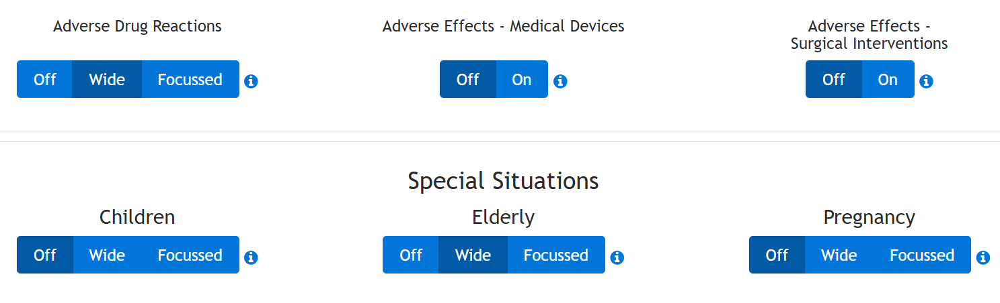 Adverse Drug Reactions
Adverse Effects - Medical Devices
Adverse Effects -
Surgical Interventions
Off Wide Focussed
Off On
Off On
Special Situations
Children
Elderly
Pregnancy
Off Wide Focussed
Off Wide Focussed
Off Wide Focussed